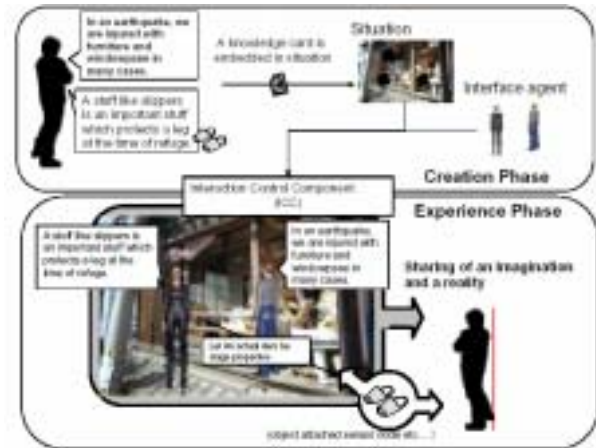 In an earthquake, we
are injured with
furniture and
windowpane in
many cases.
A stuff like slippers
is an important stuff
which protects a leg
at the time of refuge.
A knowledge card is
embedded in situation
Situation
Interface agent
Creation Phase
Interaction Control Component
(ICC)
Experience Phase
A stuff like slippers is
an important stuff which
protects a leg at the
time of refuge.
In an earthquake,
we are injured with
furniture and
windowpane in
many cases.
Sharing of an imagination
and a reality
stage properties
(object attached sensor node etc...)